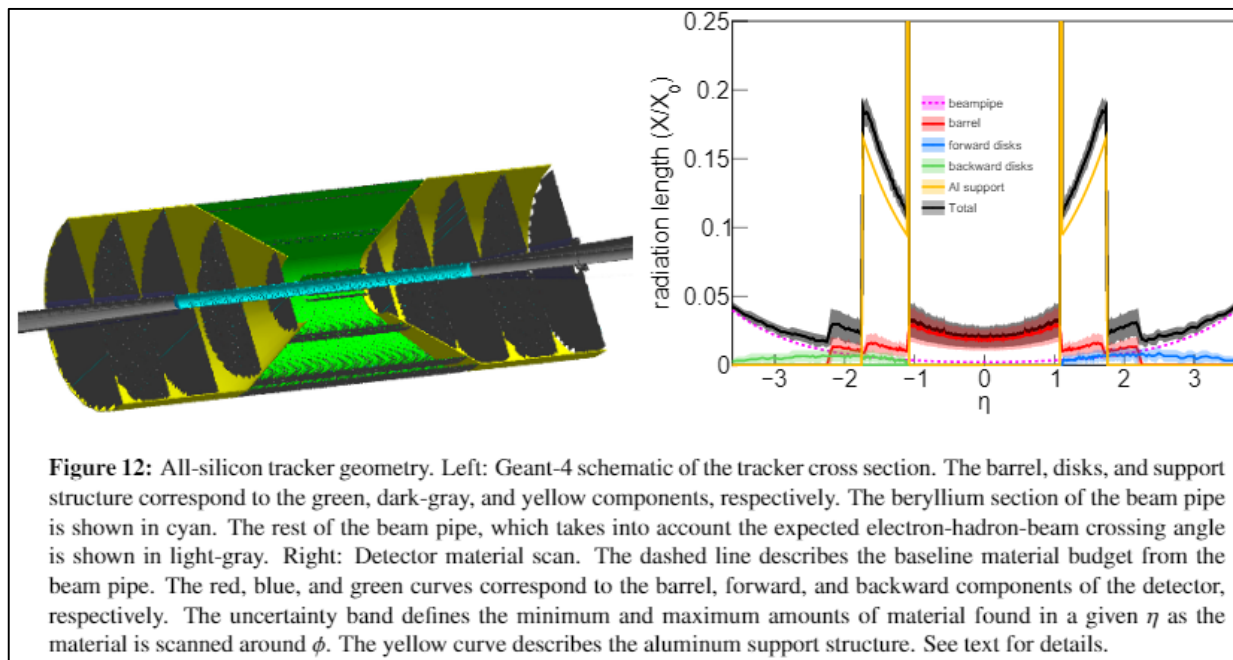 0.25
0.2
0.15
0.1
0.05
0
radiation length (X/X₀)
beampipe
barrel
forward disks
backward disks
Al support
Total
−3 −2 −1 0 1 2 3
η
Figure 12: All-silicon tracker geometry. Left: Geant-4 schematic of the tracker cross section. The barrel, disks, and support
structure correspond to the green, dark-gray, and yellow components, respectively. The beryllium section of the beam pipe
is shown in cyan. The rest of the beam pipe, which takes into account the expected electron-hadron-beam crossing angle
is shown in light-gray. Right: Detector material scan. The dashed line describes the baseline material budget from the
beam pipe. The red, blue, and green curves correspond to the barrel, forward, and backward components of the detector,
respectively. The uncertainty band defines the minimum and maximum amounts of material found in a given η as the
material is scanned around ϕ. The yellow curve describes the aluminum support structure. See text for details.